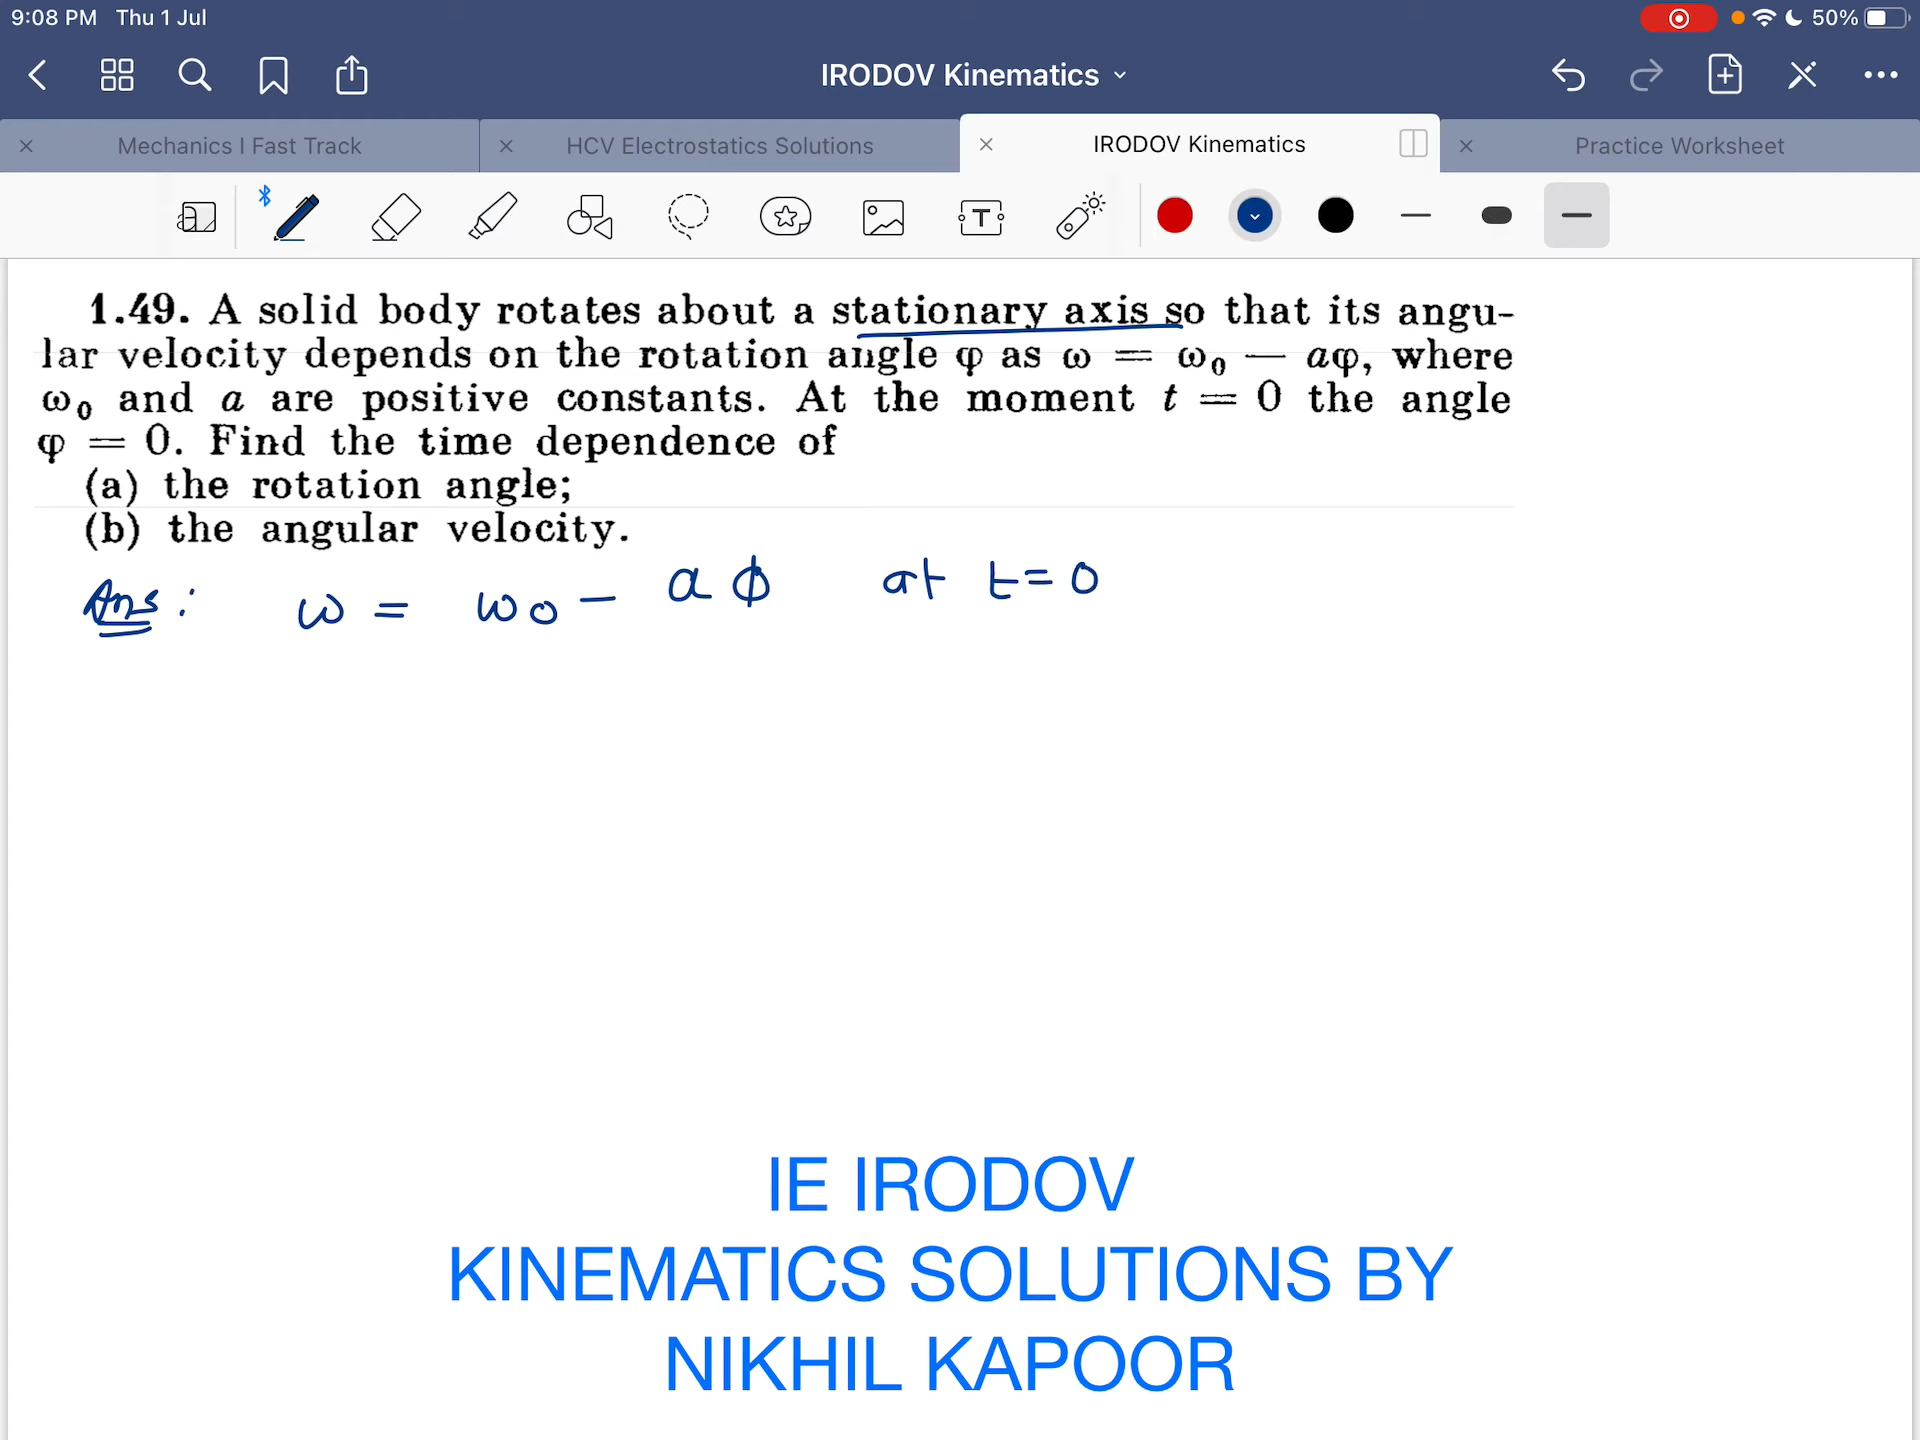 9:08 PM Thu 1 Jul 50%
IRODOV Kinematics
Mechanics I Fast Track HCV Electrostatics Solutions IRODOV Kinematics Practice Worksheet
1.49. A solid body rotates about a stationary axis so that its angu-
lar velocity depends on the rotation angle φ as ω = ω₀ — aφ, where
ω₀ and a are positive constants. At the moment t = 0 the angle
φ = 0. Find the time dependence of
(a) the rotation angle;
(b) the angular velocity.
Ans: ω = ω₀ - aϕ at t=0
IE IRODOV
KINEMATICS SOLUTIONS BY
NIKHIL KAPOOR